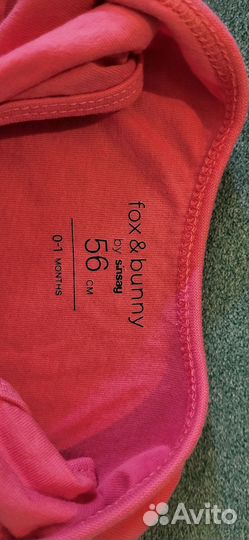 fox & bunny
by sinsay
56 CM
0-1 MONTHS
Avito